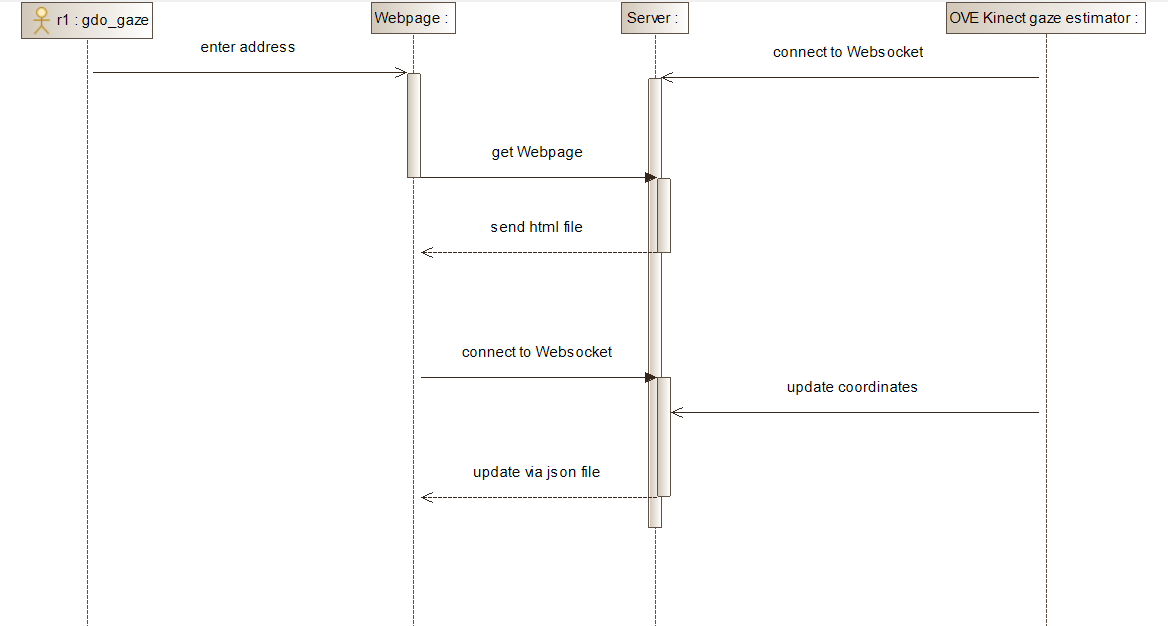 r1 : gdo_gaze
Webpage :
Server :
OVE Kinect gaze estimator :
enter address
connect to Websocket
get Webpage
send html file
connect to Websocket
update coordinates
update via json file